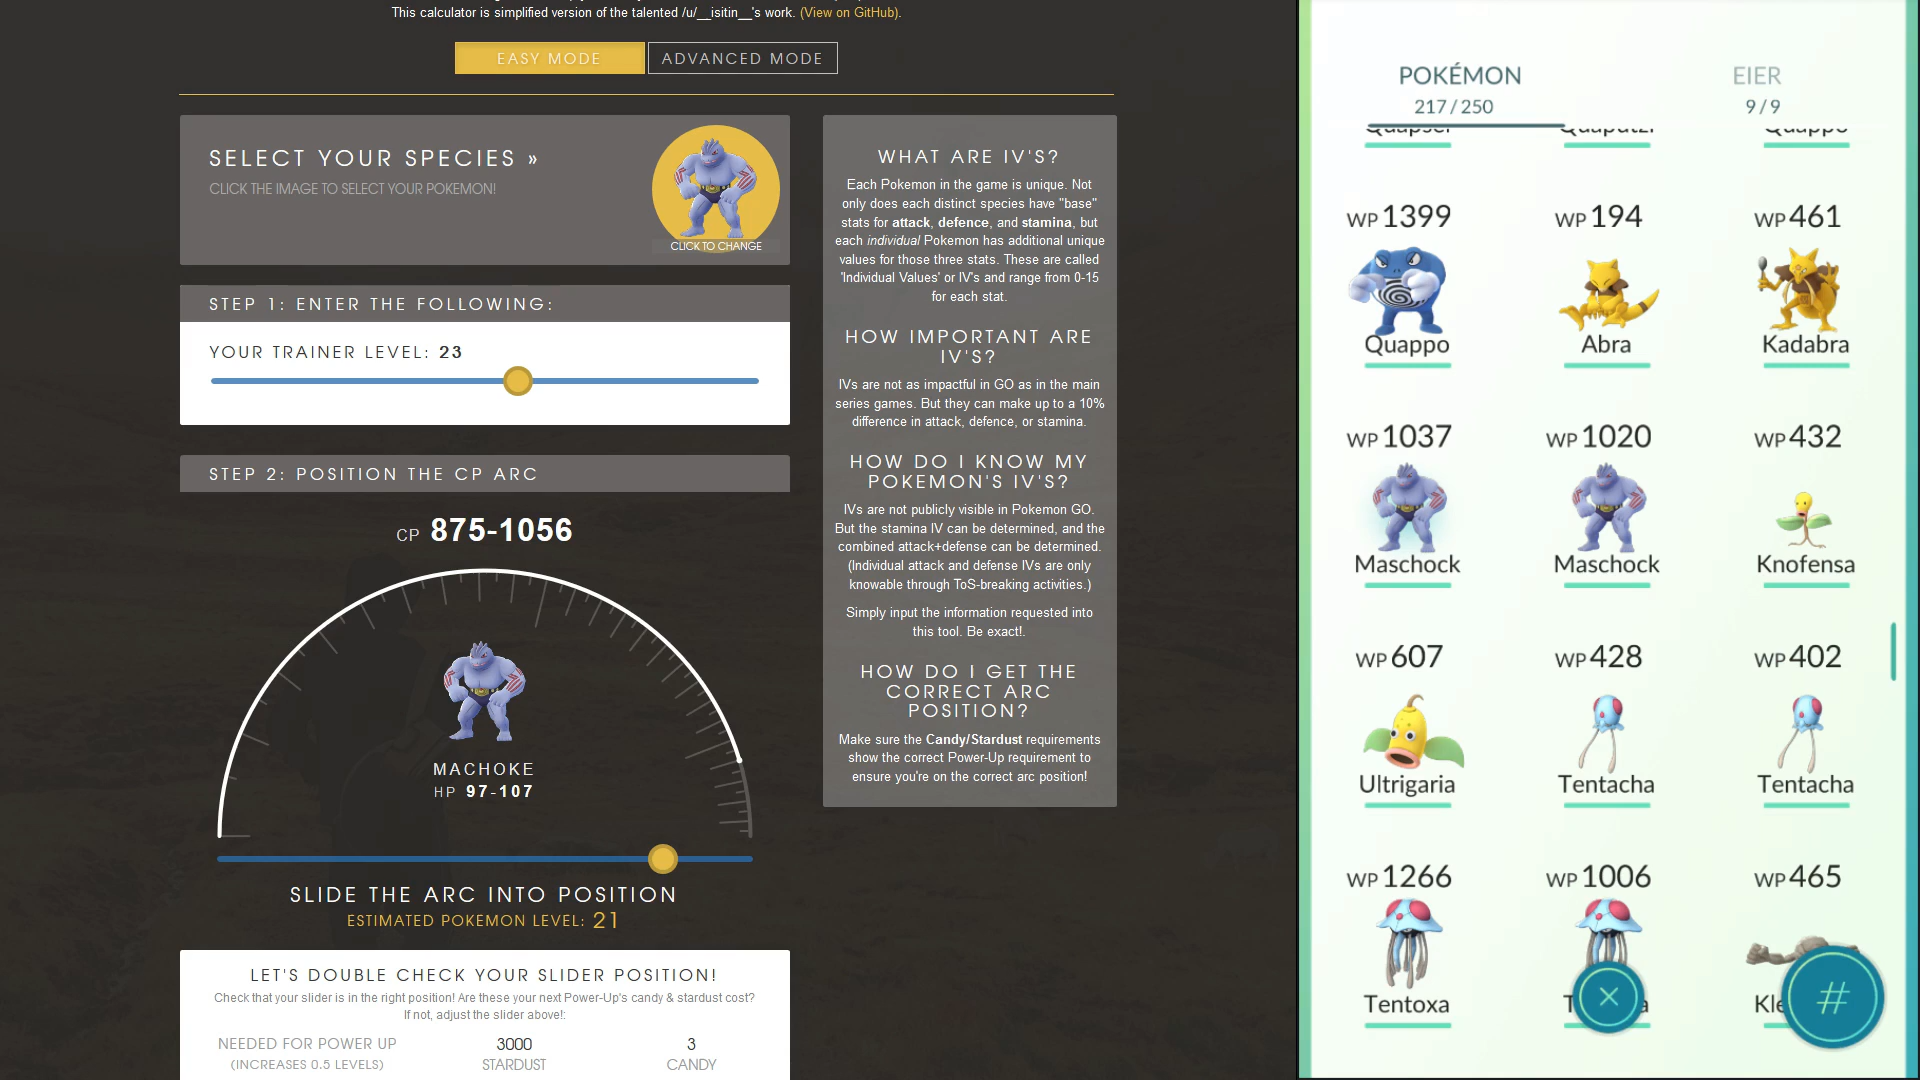 This calculator is simplified version of the talented /u/__isitin__'s work. (View on GitHub).
EASY MODE
ADVANCED MODE
SELECT YOUR SPECIES »
CLICK THE IMAGE TO SELECT YOUR POKEMON!
CLICK TO CHANGE
STEP 1: ENTER THE FOLLOWING:
YOUR TRAINER LEVEL: 23
STEP 2: POSITION THE CP ARC
CP 875-1056
MACHOKE
HP 97-107
SLIDE THE ARC INTO POSITION
ESTIMATED POKEMON LEVEL: 21
LET'S DOUBLE CHECK YOUR SLIDER POSITION!
Check that your slider is in the right position! Are these your next Power-Up's candy & stardust cost?
If not, adjust the slider above!:
NEEDED FOR POWER UP
(INCREASES 0.5 LEVELS)
3000
STARDUST
3
CANDY
WHAT ARE IV'S?
Each Pokemon in the game is unique. Not
only does each distinct species have "base"
stats for attack, defence, and stamina, but
each individual Pokemon has additional unique
values for those three stats. These are called
'Individual Values' or IV's and range from 0-15
for each stat.
HOW IMPORTANT ARE
IV'S?
IVs are not as impactful in GO as in the main
series games. But they can make up to a 10%
difference in attack, defence, or stamina.
HOW DO I KNOW MY
POKEMON'S IV'S?
IVs are not publicly visible in Pokemon GO.
But the stamina IV can be determined, and the
combined attack+defense can be determined.
(Individual attack and defense IVs are only
knowable through ToS-breaking activities.)
Simply input the information requested into
this tool. Be exact!.
HOW DO I GET THE
CORRECT ARC
POSITION?
Make sure the Candy/Stardust requirements
show the correct Power-Up requirement to
ensure you're on the correct arc position!
POKÉMON
217/250
EIER
9/9
Quapsel
Quaputzi
Quappo
WP 1399
WP 194
WP 461
Quappo
Abra
Kadabra
WP 1037
WP 1020
WP 432
Maschock
Maschock
Knofensa
WP 607
WP 428
WP 402
Ultrigaria
Tentacha
Tentacha
WP 1266
WP 1006
WP 465
Tentoxa
#